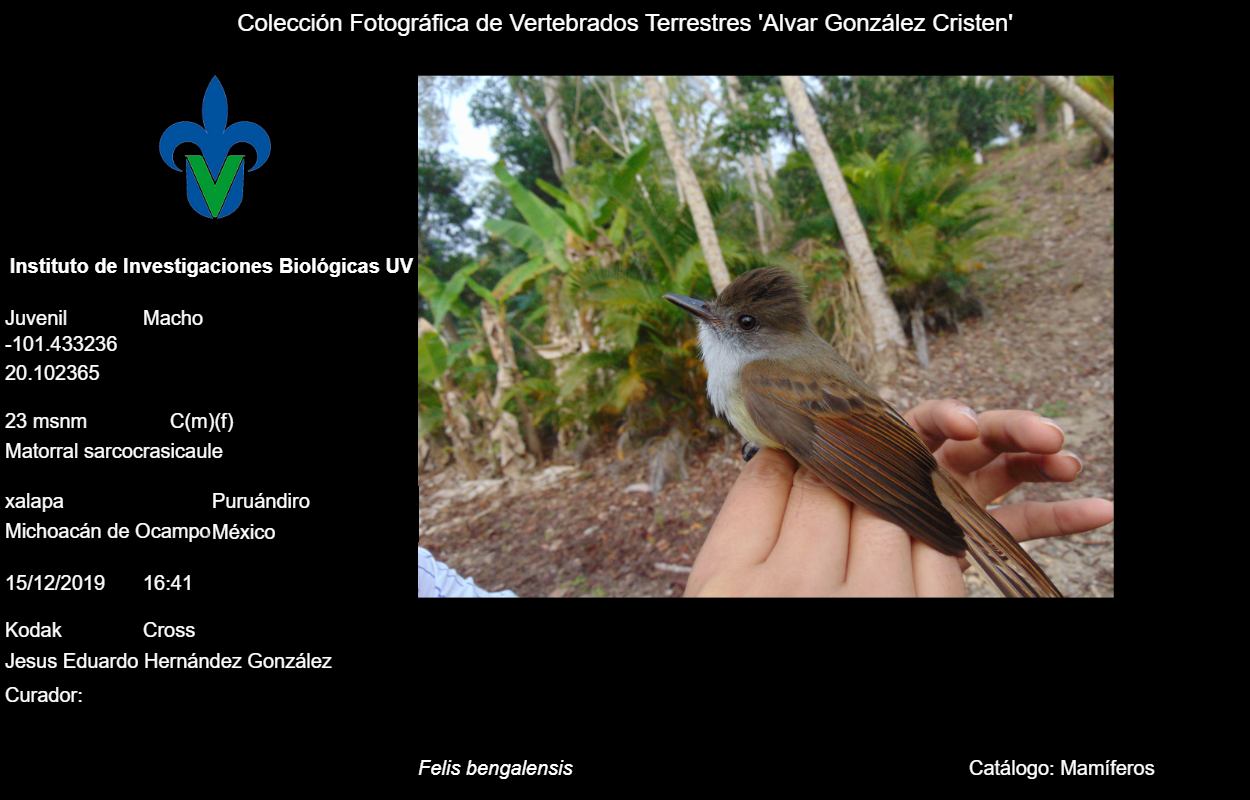 Colección Fotográfica de Vertebrados Terrestres 'Alvar González Cristen'
V
Instituto de Investigaciones Biológicas UV
Juvenil Macho
-101.433236
20.102365
23 msnm C(m)(f)
Matorral sarcocrasicaule
xalapa Puruándiro
Michoacán de Ocampo México
15/12/2019 16:41
Kodak Cross
Jesus Eduardo Hernández González
Curador:
Felis bengalensis Catálogo: Mamíferos